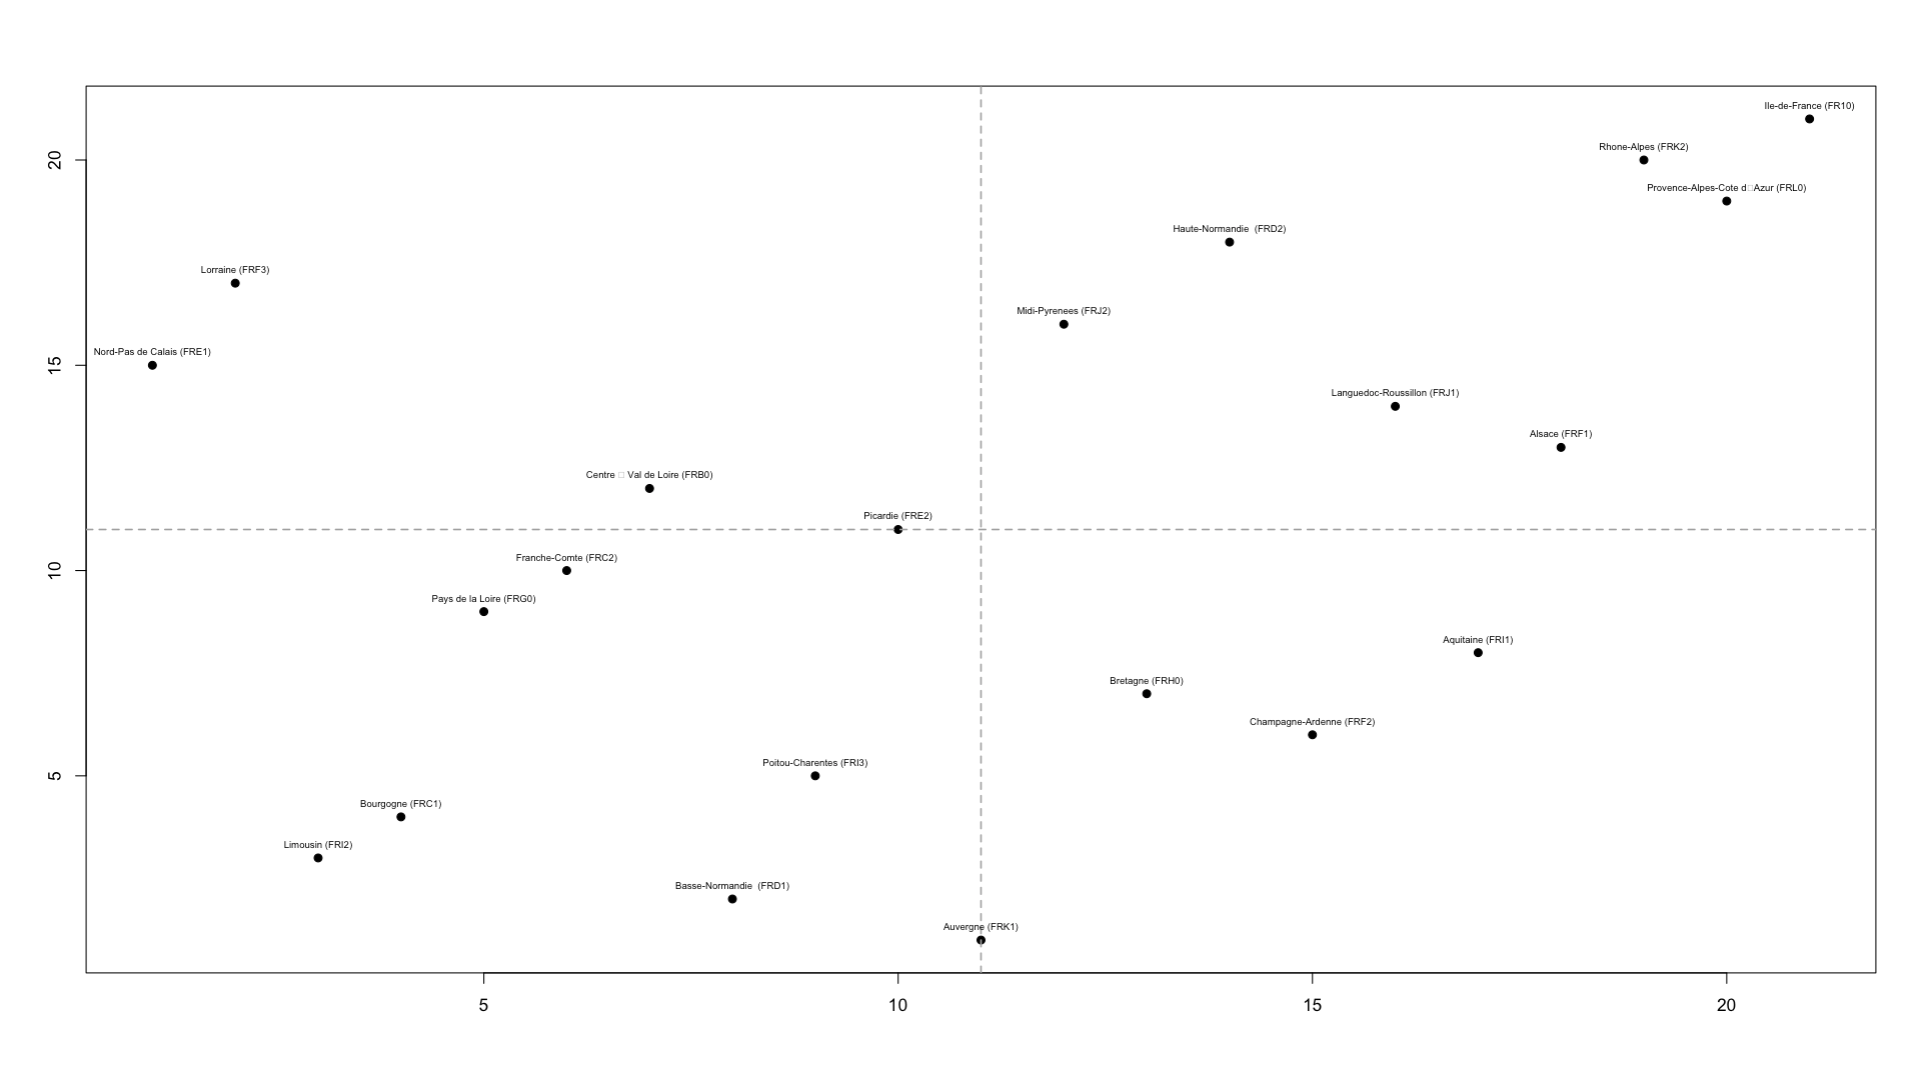 Ile-de-France (FR10)
20
Rhone-Alpes (FRK2)
Provence-Alpes-Cote d□Azur (FRL0)
Haute-Normandie  (FRD2)
Lorraine (FRF3)
Midi-Pyrenees (FRJ2)
15
Nord-Pas de Calais (FRE1)
Languedoc-Roussillon (FRJ1)
Alsace (FRF1)
Centre □ Val de Loire (FRB0)
Picardie (FRE2)
10
Franche-Comte (FRC2)
Pays de la Loire (FRG0)
Aquitaine (FRI1)
Bretagne (FRH0)
Champagne-Ardenne (FRF2)
5
Poitou-Charentes (FRI3)
Bourgogne (FRC1)
Limousin (FRI2)
Basse-Normandie  (FRD1)
Auvergne (FRK1)
5 10 15 20